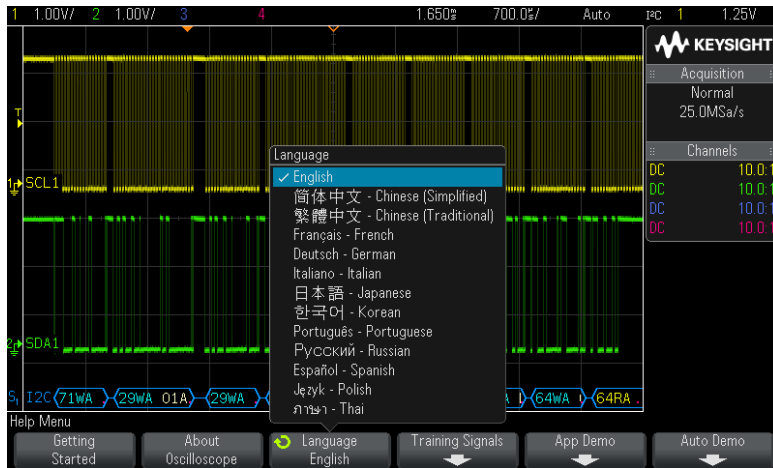 1 1.00V/ 2 1.00V/ 3 4 1.650s 700.0s/ Auto I²C 1 1.25V
KEYSIGHT
Acquisition
Normal
25.0MSa/s
Channels
DC 10.0:1
DC 10.0:1
DC 10.0:1
DC 10.0:1
T
1 SCL1
2 SDA1
S1 I2C 71WA 29WA 01A 29WA 64WA 64RA
Language
English
简体中文 - Chinese (Simplified)
繁體中文 - Chinese (Traditional)
Français - French
Deutsch - German
Italiano - Italian
日本語 - Japanese
한국어 - Korean
Português - Portuguese
Русский - Russian
Español - Spanish
Język - Polish
ภาษา - Thai
Help Menu
Getting Started
About Oscilloscope
Language English
Training Signals
App Demo
Auto Demo